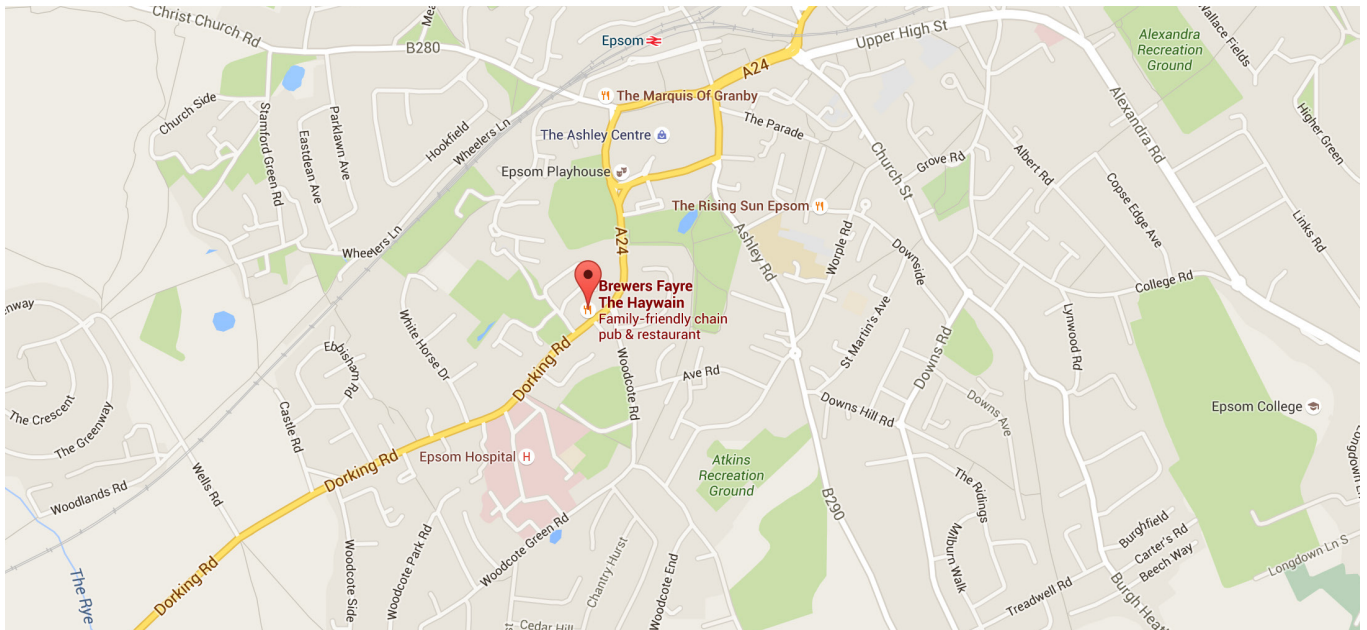 Christ Church Rd
Mea
B280
Epsom
A24
Upper High St
Alexandra
Recreation
Ground
Wallace Fields
Church Side
Stamford Green Rd
Parklawn Ave
Eastdean Ave
Hookfield
Wheelers Ln
The Marquis Of Granby
The Ashley Centre
The Parade
Epsom Playhouse
Church St
Grove Rd
Albert Rd
Alexandra Rd
Higher Green
Copse Edge Ave
Links Rd
The Rising Sun Epsom
Wheelers Ln
A24
Ashley Rd
Worple Rd
Downside
College Rd
eenway
Brewers Fayre
The Haywain
Family-friendly chain
pub & restaurant
White Horse Dr
Ebbisham Rd
Dorking Rd
Woodcote Rd
Ave Rd
St Martin's Ave
Downs Rd
Lynwood Rd
The Crescent
The Greenway
Castle Rd
Downs Hill Rd
Downs Ave
Epsom College
Epsom Hospital
H
Dorking Rd
Atkins
Recreation
Ground
Woodlands Rd
Wells Rd
B290
The Ridings
Longdown L
Burghfield
Carter's Rd
Beech Way
Longdown Ln S
Woodcote Green Rd
Woodcote Park Rd
Woodcote Side
Chantry Hurst
Woodcote End
Milburn Walk
Treadwell Rd
Burgh Heat
The Rye
Dorking Rd
Cedar Hill